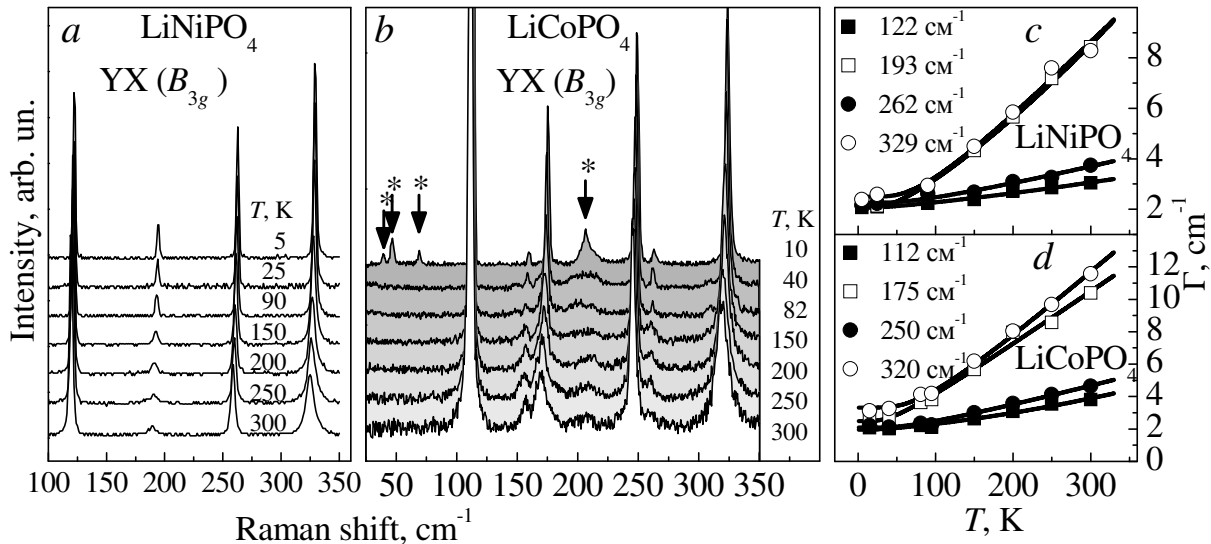 a
LiNiPO4
YX (B3g)
T, K
5
25
90
150
200
250
300
100 150 200 250 300 350
Intensity, arb. un.
b
LiCoPO4
YX (B3g)
* * * *
T, K
10
40
82
150
200
250
300
50 100 150 200 250 300 350
Raman shift, cm-1
c
122 см-1
193 см-1
262 см-1
329 см-1
LiNiPO4
8
6
4
2
d
112 см-1
175 см-1
250 см-1
320 см-1
LiCoPO4
12
10
8
6
4
2
0
Γ, cm-1
0 100 200 300
T, K